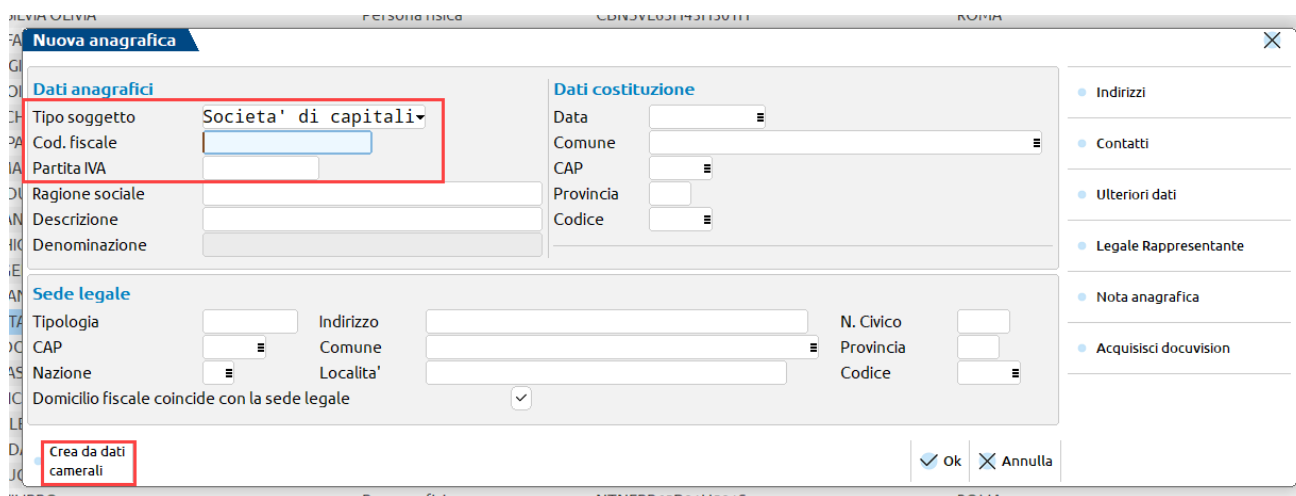 Persona fisica ROMA
Nuova anagrafica
Dati anagrafici Dati costituzione
Tipo soggetto Societa' di capitali Data
Cod. fiscale Comune
Partita IVA CAP
Ragione sociale Provincia
Descrizione Codice
Denominazione
Sede legale
Tipologia Indirizzo N. Civico
CAP Comune Provincia
Nazione Localita' Codice
Domicilio fiscale coincide con la sede legale
Crea da dati
camerali
Ok Annulla
Indirizzi
Contatti
Ulteriori dati
Legale Rappresentante
Nota anagrafica
Acquisisci docuvision